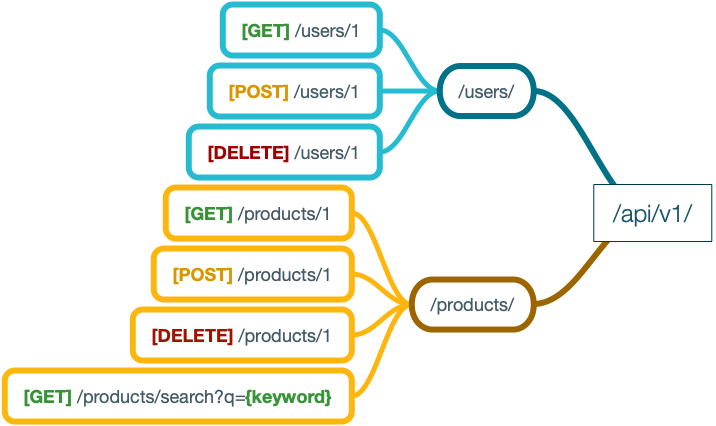 [GET] /users/1
[POST] /users/1
[DELETE] /users/1
/users/
[GET] /products/1
[POST] /products/1
[DELETE] /products/1
[GET] /products/search?q={keyword}
/products/
/api/v1/